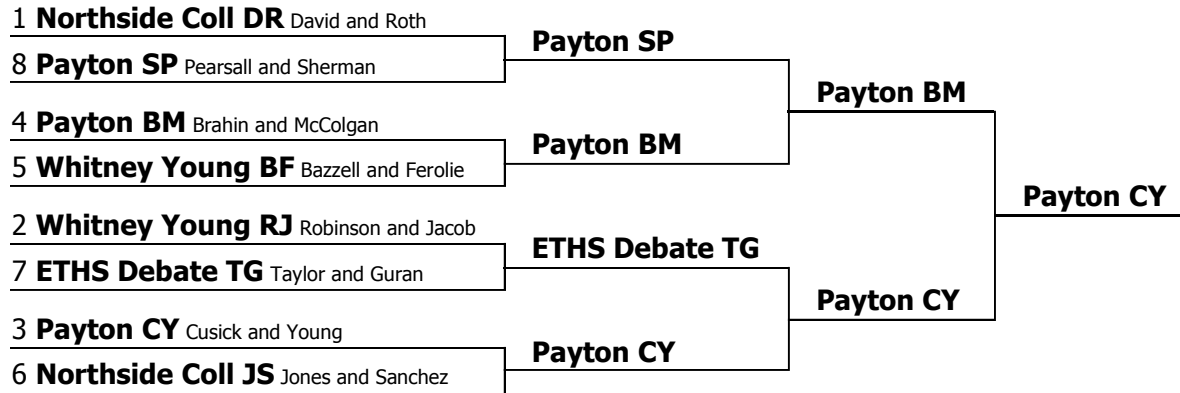 1 Northside Coll DR David and Roth
8 Payton SP Pearsall and Sherman
4 Payton BM Brahin and McColgan
5 Whitney Young BF Bazzell and Ferolie
2 Whitney Young RJ Robinson and Jacob
7 ETHS Debate TG Taylor and Guran
3 Payton CY Cusick and Young
6 Northside Coll JS Jones and Sanchez
Payton SP
Payton BM
ETHS Debate TG
Payton CY
Payton BM
Payton CY
Payton CY